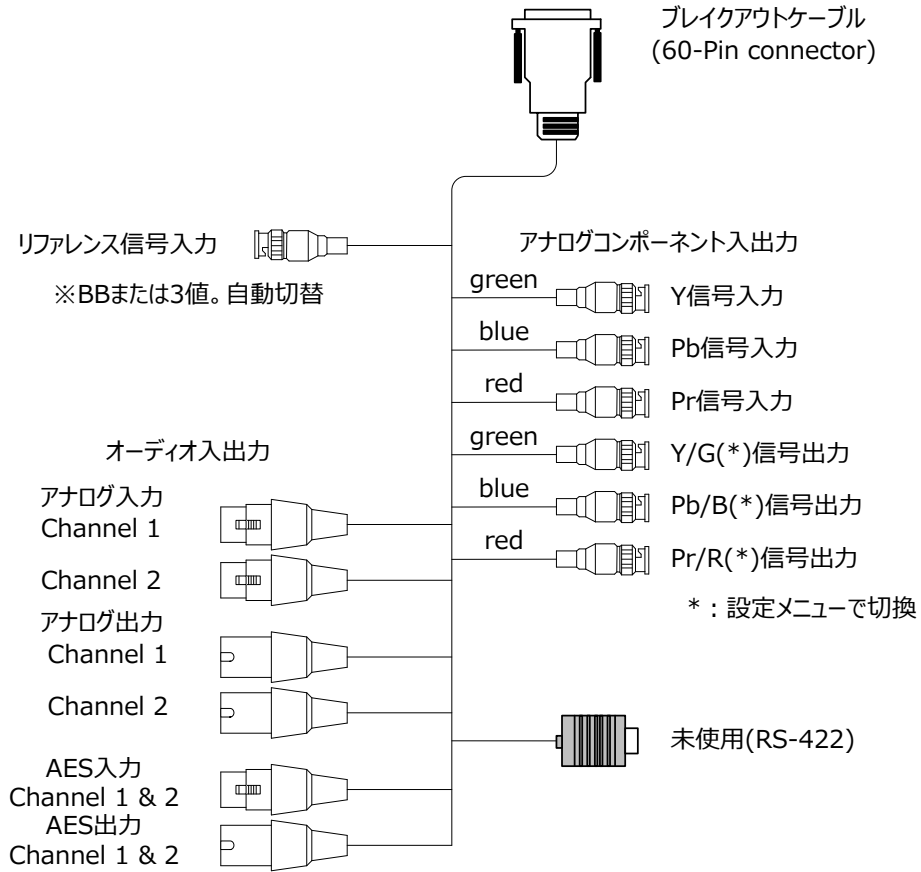 ブレイクアウトケーブル
(60-Pin connector)
リファレンス信号入力
※BBまたは3値。自動切替
アナログコンポーネント入出力
green
Y信号入力
blue
Pb信号入力
red
Pr信号入力
green
Y/G(*)信号出力
blue
Pb/B(*)信号出力
red
Pr/R(*)信号出力
*：設定メニューで切換
オーディオ入出力
アナログ入力
Channel 1
Channel 2
アナログ出力
Channel 1
Channel 2
AES入力
Channel 1 & 2
AES出力
Channel 1 & 2
未使用(RS-422)